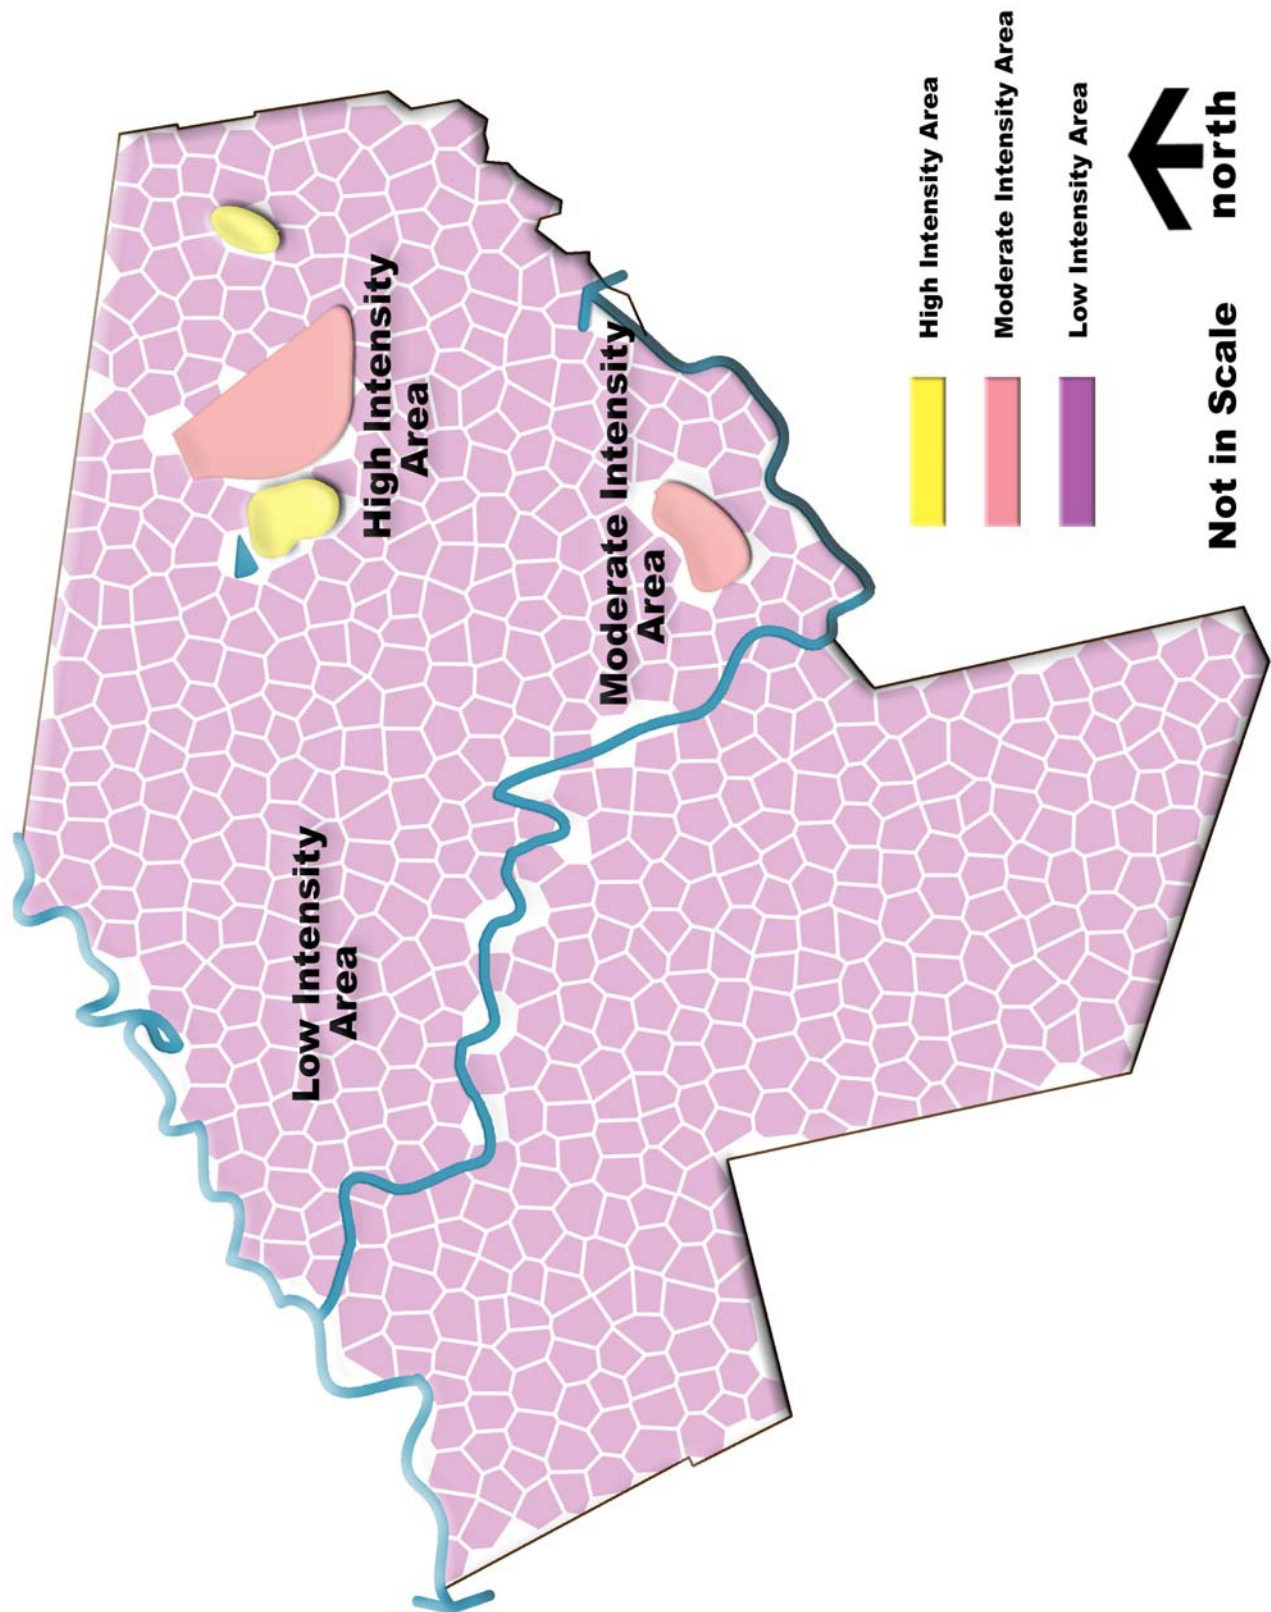 Low Intensity
Area
High Intensity
Area
Moderate Intensity
Area
High Intensity Area
Moderate Intensity Area
Low Intensity Area
Not in Scale
north